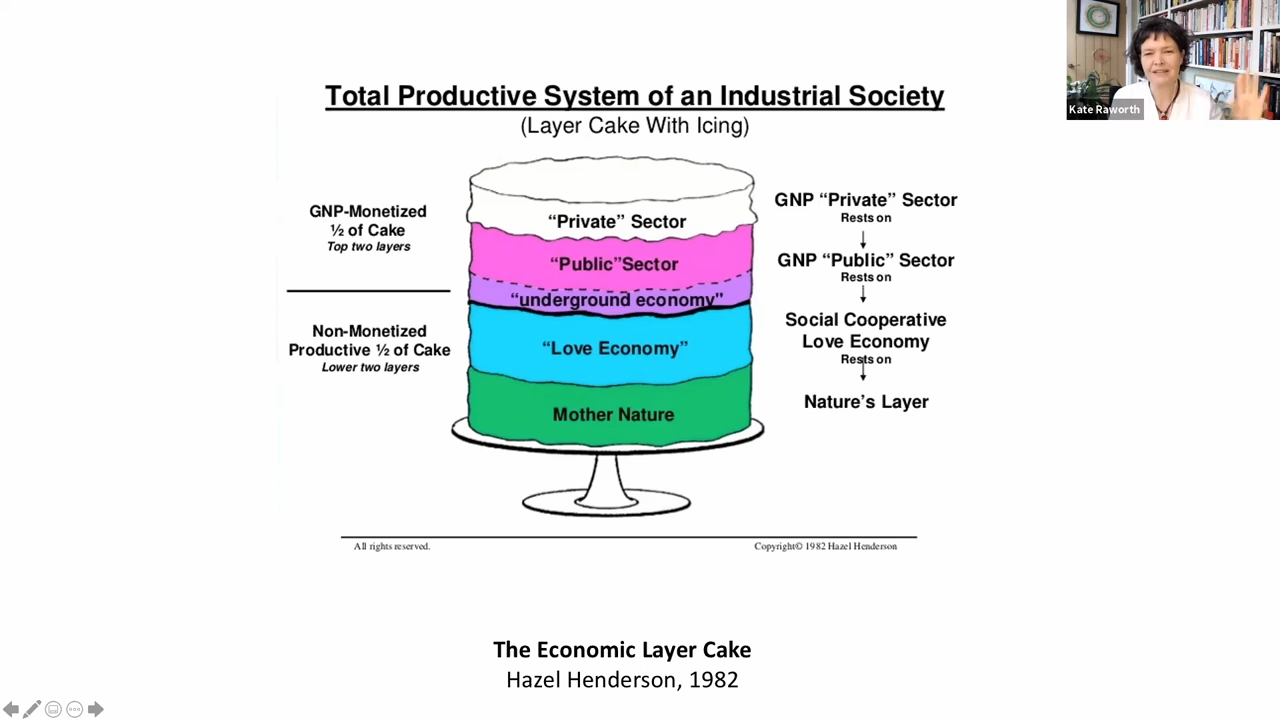 Kate Raworth
Total Productive System of an Industrial Society
(Layer Cake With Icing)
GNP-Monetized
½ of Cake
Top two layers
Non-Monetized
Productive ½ of Cake
Lower two layers
“Private” Sector
“Public”Sector
“underground economy”
“Love Economy”
Mother Nature
GNP “Private” Sector
Rests on
GNP “Public” Sector
Rests on
Social Cooperative
Love Economy
Rests on
Nature’s Layer
All rights reserved.
Copyright© 1982 Hazel Henderson
The Economic Layer Cake
Hazel Henderson, 1982